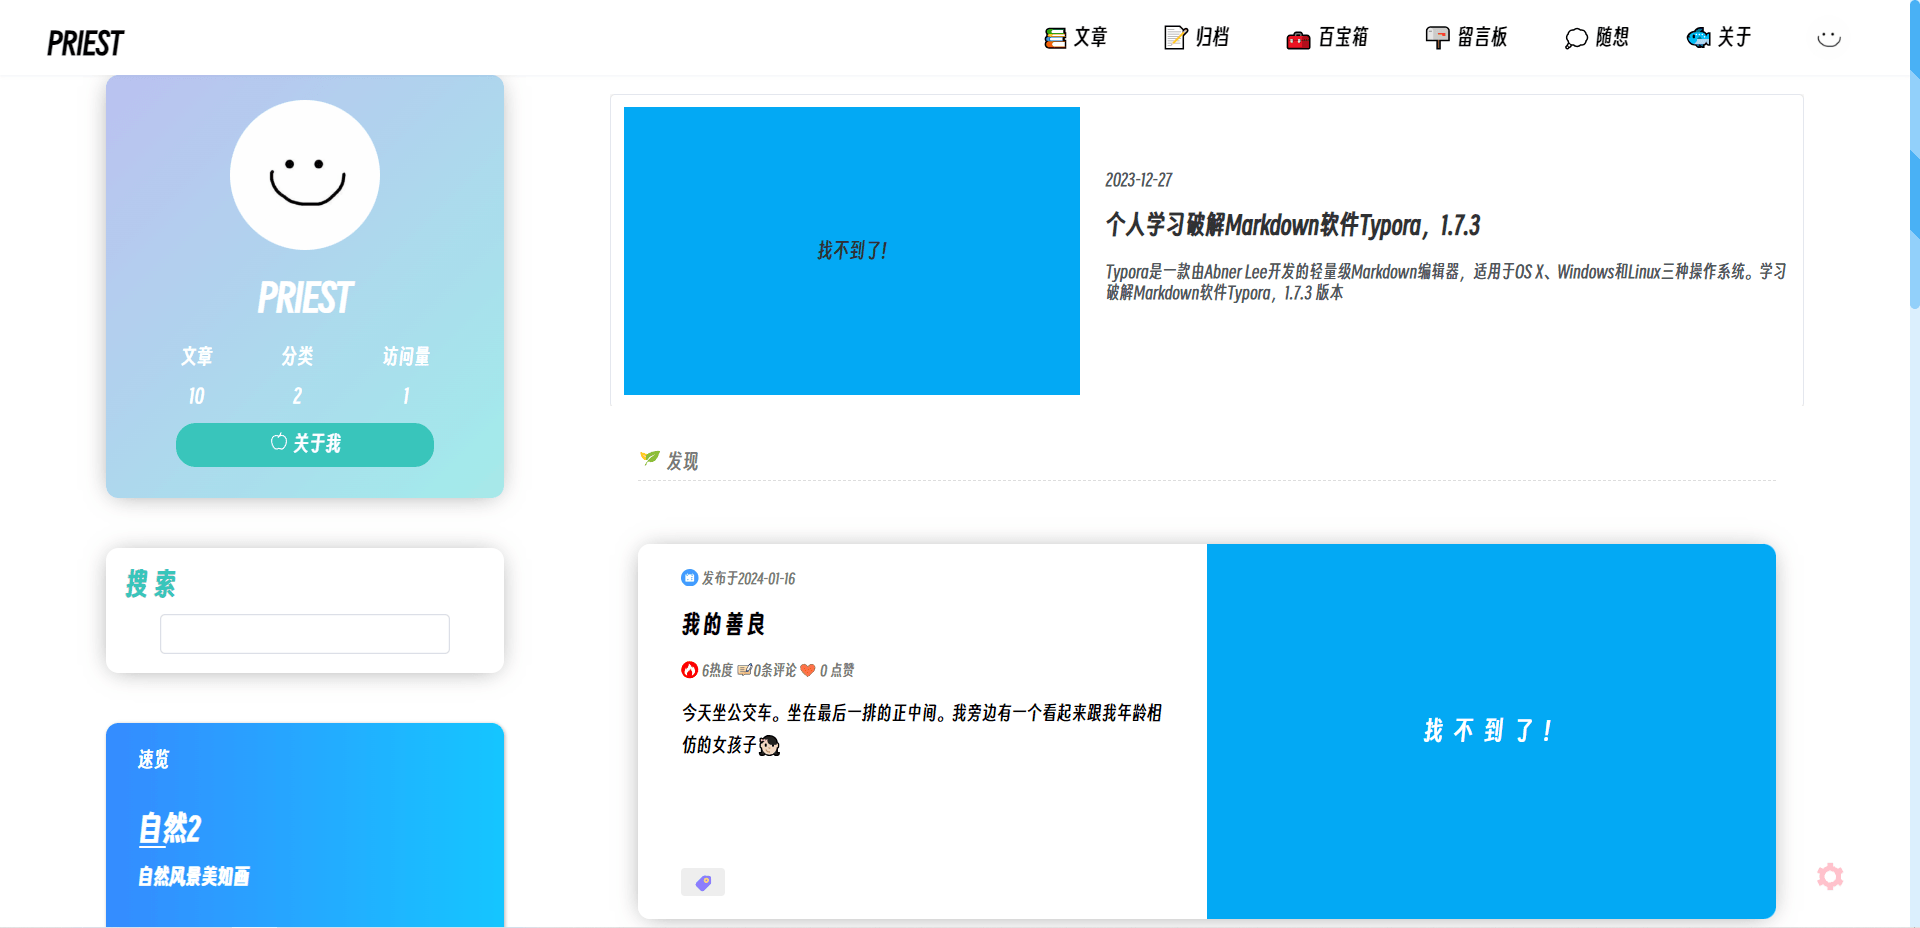 PRIEST
文章
归档
百宝箱
留言板
随想
关于
PRIEST
文章 分类 访问量
10 2 1
关于我
搜索
速览
自然2
自然风景美如画
找不到了!
2023-12-27
个人学习破解Markdown软件Typora，1.7.3
Typora是一款由Abner Lee开发的轻量级Markdown编辑器，适用于OS X、Windows和Linux三种操作系统。学习
破解Markdown软件Typora，1.7.3 版本
发现
发布于2024-01-16
我的善良
6热度 0条评论 0 点赞
今天坐公交车。坐在最后一排的正中间。我旁边有一个看起来跟我年龄相
仿的女孩子
找不到了!